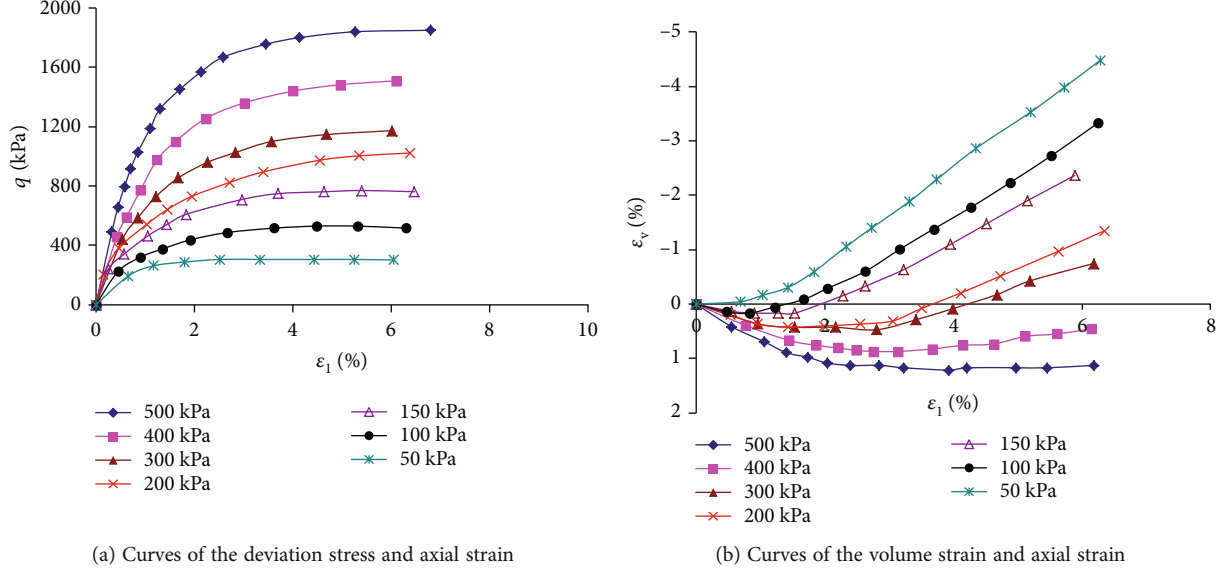 2000
1600
1200
800
400
0
q (kPa)
0 2 4 6 8 10
ε₁ (%)
500 kPa
400 kPa
300 kPa
200 kPa
150 kPa
100 kPa
50 kPa
(a) Curves of the deviation stress and axial strain
–5
–4
–3
–2
–1
0
1
2
εᵥ (%)
0 2 4 6 8
ε₁ (%)
500 kPa
400 kPa
300 kPa
200 kPa
150 kPa
100 kPa
50 kPa
(b) Curves of the volume strain and axial strain